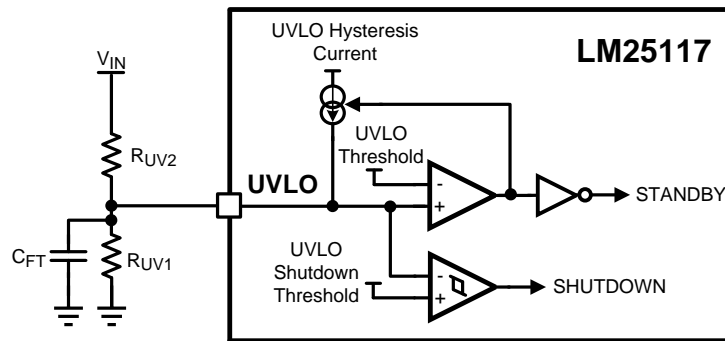 UVLO Hysteresis
Current
LM25117
VIN
UVLO
Threshold
RUV2
UVLO
-
+
STANDBY
CFT
RUV1
UVLO
Shutdown
Threshold
-
+
SHUTDOWN